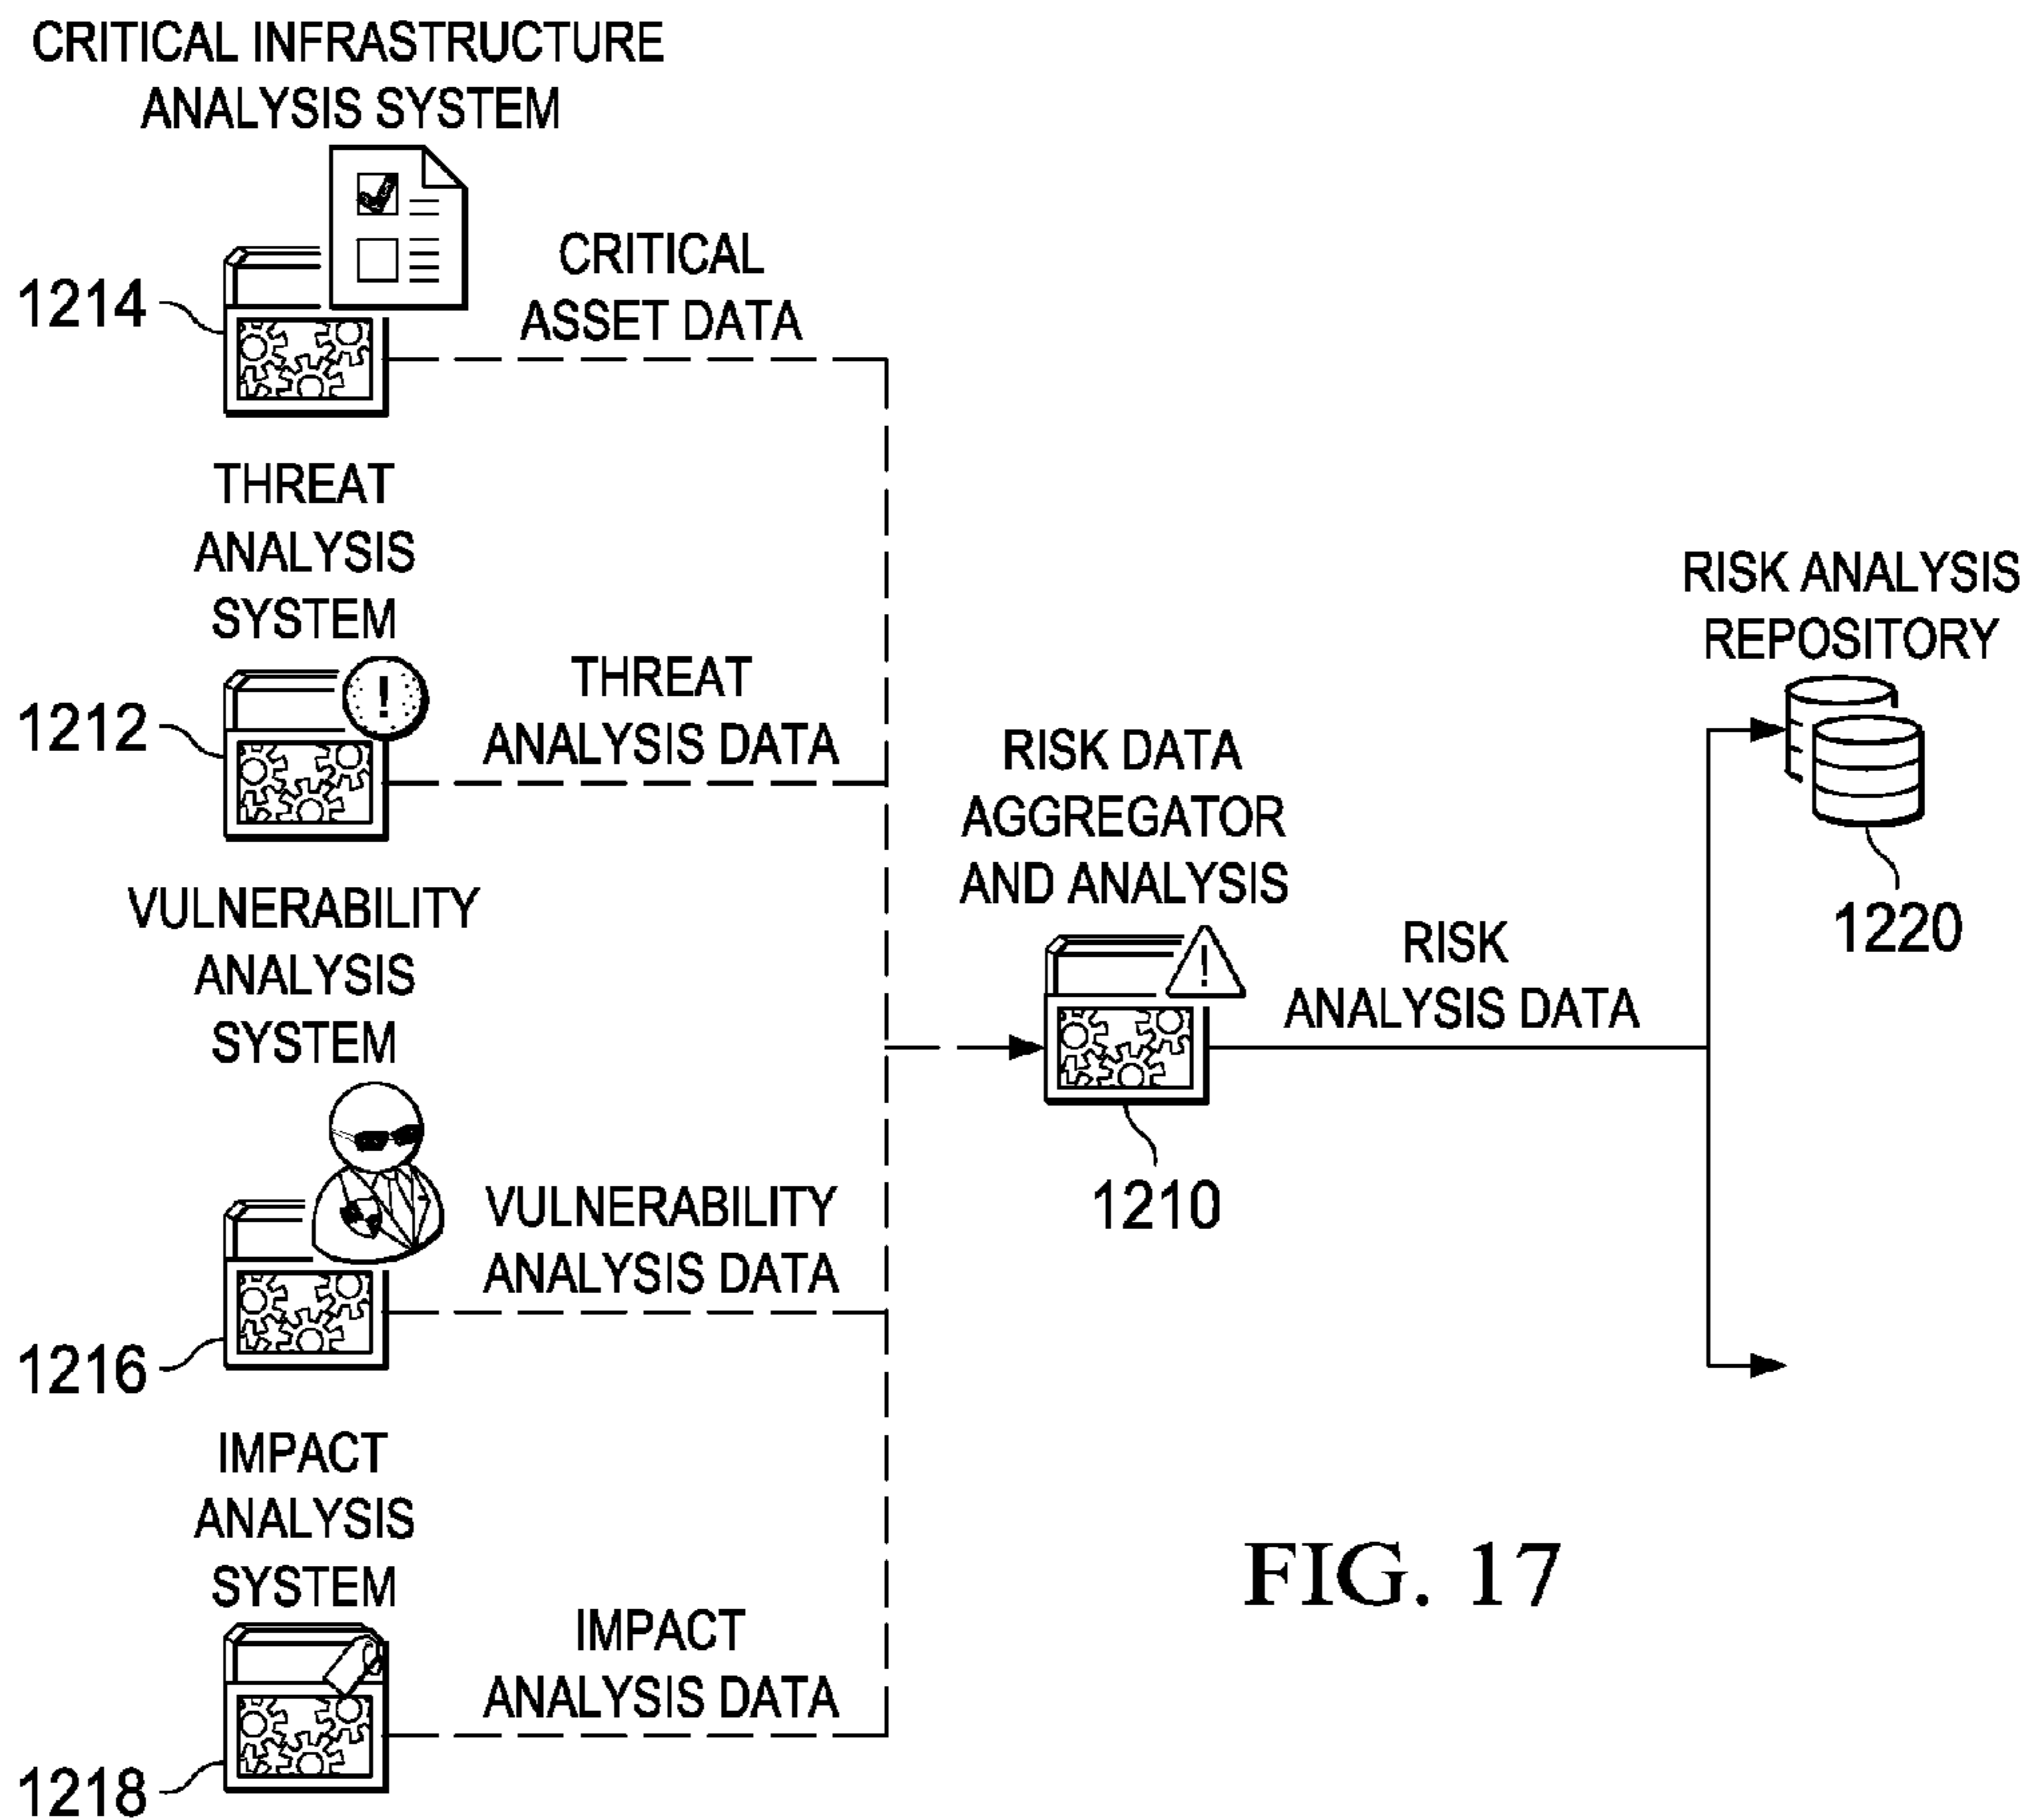 CRITICAL INFRASTRUCTURE
ANALYSIS SYSTEM
1214
CRITICAL
ASSET DATA
THREAT
ANALYSIS
SYSTEM
!
1212
THREAT
ANALYSIS DATA
VULNERABILITY
ANALYSIS
SYSTEM
1216
VULNERABILITY
ANALYSIS DATA
IMPACT
ANALYSIS
SYSTEM
1218
IMPACT
ANALYSIS DATA
RISK DATA
AGGREGATOR
AND ANALYSIS
!
1210
RISK
ANALYSIS DATA
RISK ANALYSIS
REPOSITORY
1220
FIG. 17